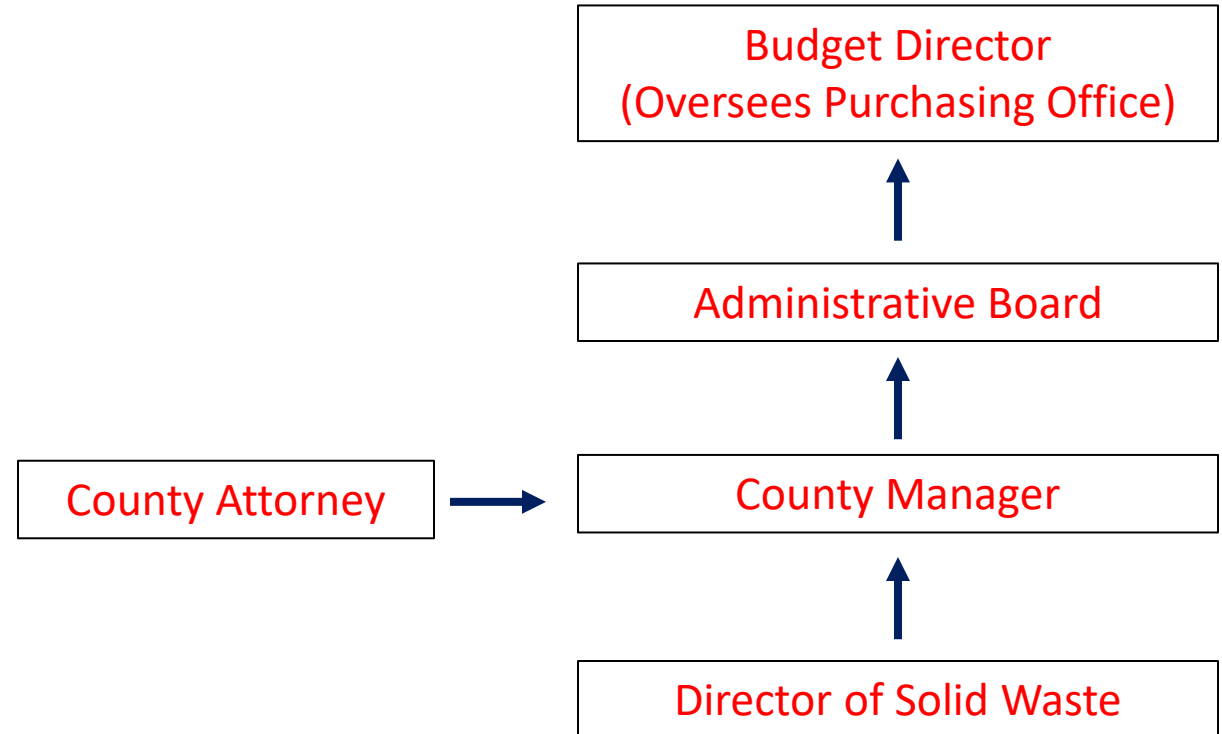 Budget Director
(Oversees Purchasing Office)
Administrative Board
County Attorney
County Manager
Director of Solid Waste